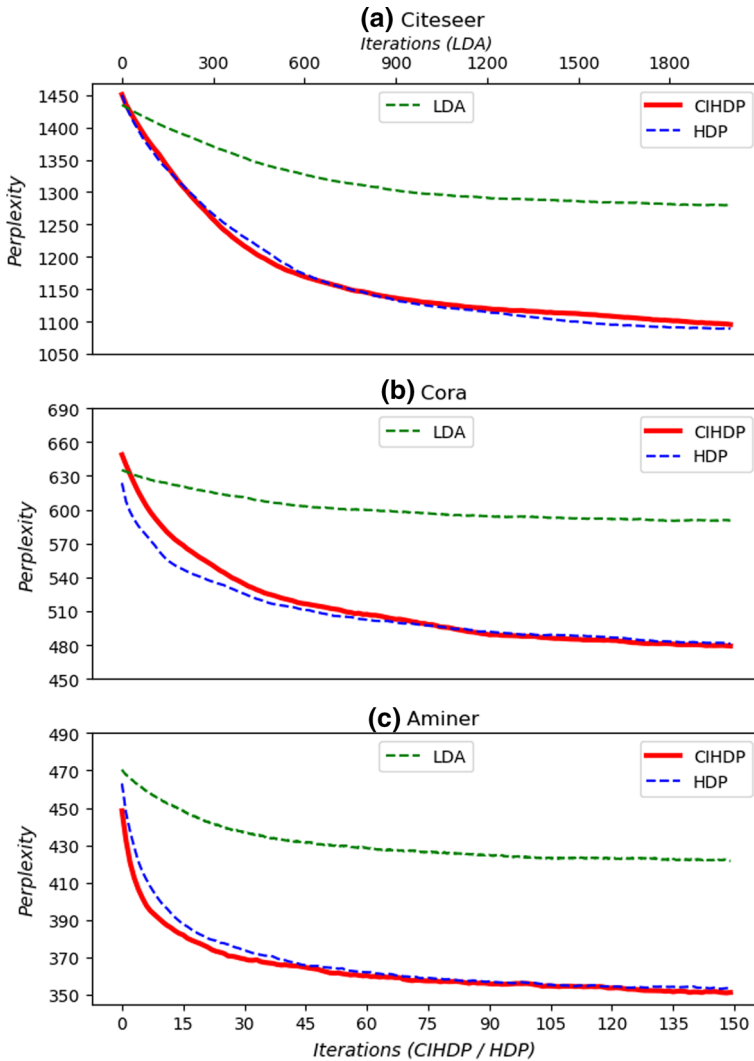 (a) Citeseer
Iterations (LDA)
0 300 600 900 1200 1500 1800
1450
1400
1350
1300
1250
1200
1150
1100
1050
Perplexity
LDA
CIHDP
HDP
(b) Cora
690
660
630
600
570
540
510
480
450
Perplexity
LDA
CIHDP
HDP
(c) Aminer
490
470
450
430
410
390
370
350
Perplexity
LDA
CIHDP
HDP
0 15 30 45 60 75 90 105 120 135 150
Iterations (CIHDP / HDP)